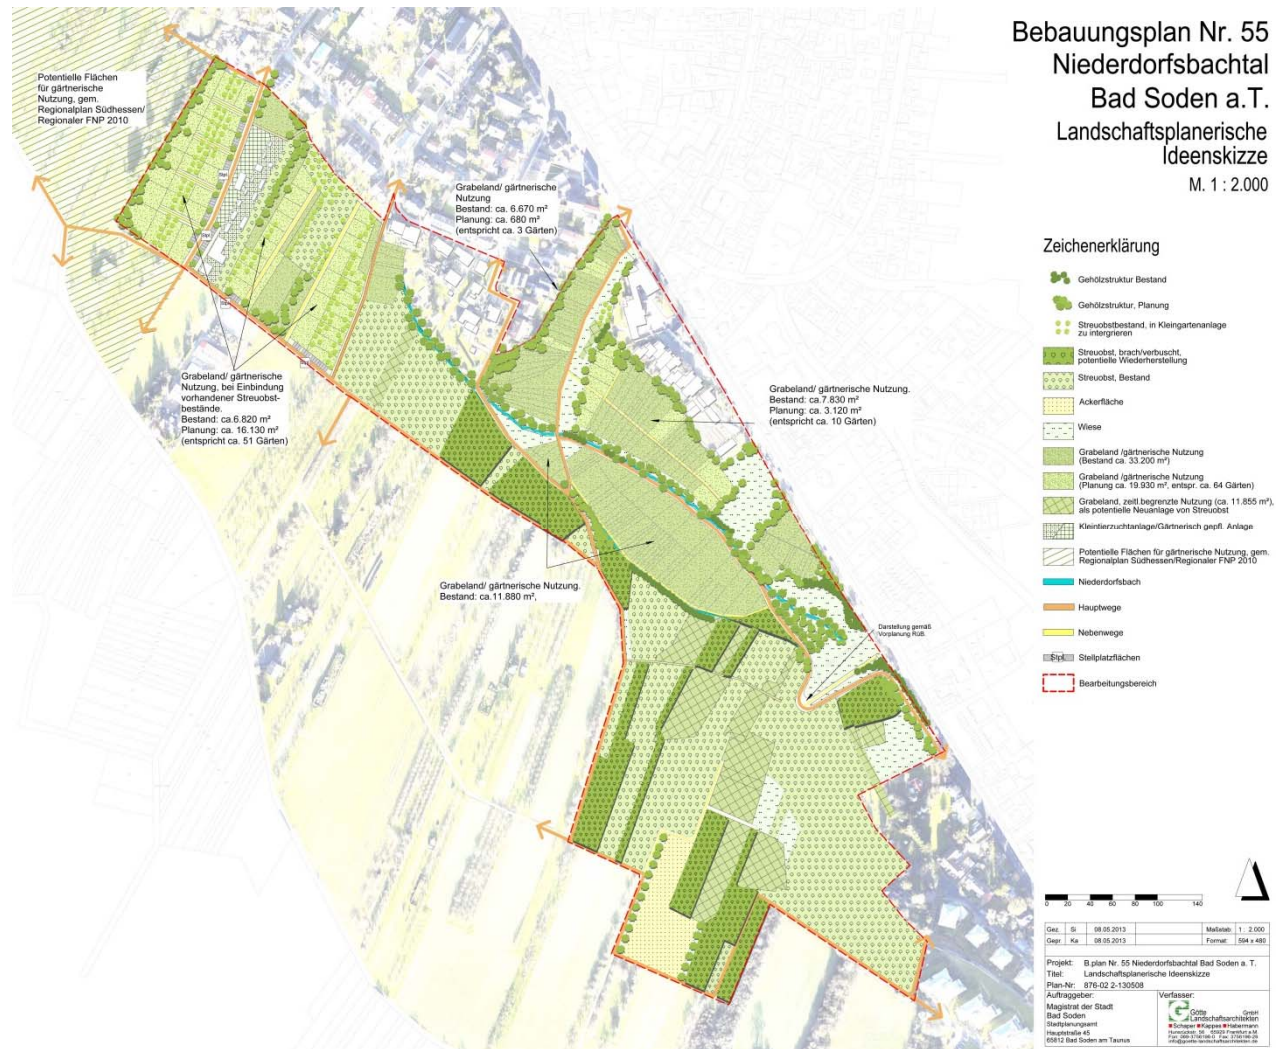 Bebauungsplan Nr. 55
Niederdorfsbachtal
Bad Soden a.T.
Landschaftsplanerische
Ideenskizze
M. 1 : 2.000
Potentielle Flächen
für gärtnerische
Nutzung, gem.
Regionalplan Südhessen/
Regionaler FNP 2010
Grabeland/ gärtnerische
Nutzung
Bestand: ca. 6.670 m²
Planung: ca. 680 m²
(entspricht ca. 3 Gärten)
Grabeland/ gärtnerische
Nutzung, bei Einbindung
vorhandener Streuobst-
bestände.
Bestand: ca.6.820 m²
Planung: ca. 16.130 m²
(entspricht ca. 51 Gärten)
Grabeland/ gärtnerische Nutzung.
Bestand: ca.7.830 m²
Planung: ca. 3.120 m²
(entspricht ca. 10 Gärten)
Grabeland/ gärtnerische Nutzung.
Bestand: ca.11.880 m²,
Darstellung gemäß
Vorplanung RüB.
Stpl.
Stpl.
Stpl.
Zeichenerklärung
Gehölzstruktur Bestand
Gehölzstruktur, Planung
Streuobstbestand, in Kleingartenanlage
zu intergrieren
Streuobst, brach/verbuscht,
potentielle Wiederherstellung
Streuobst, Bestand
Ackerfläche
Wiese
Grabeland /gärtnerische Nutzung
(Bestand ca. 33.200 m²)
Grabeland /gärtnerische Nutzung
(Planung ca. 19.930 m², entspr. ca. 64 Gärten)
Grabeland, zeitl.begrenzte Nutzung (ca. 11.855 m²),
als potentielle Neuanlage von Streuobst
Kleintierzuchtanlage/Gärtnerisch gepfl. Anlage
Potentielle Flächen für gärtnerische Nutzung, gem.
Regionalplan Südhessen/Regionaler FNP 2010
Niederdorfsbach
Hauptwege
Nebenwege
Stpl. Stellplatzflächen
Bearbeitungsbereich
0 20 40 60 80 100 140
Gez. Si 08.05.2013 Maßstab: 1 : 2.000
Gepr. Ka 08.05.2013 Format: 594 x 480
Projekt: B.plan Nr. 55 Niederdorfsbachtal Bad Soden a. T.
Titel: Landschaftsplanerische Ideenskizze
Plan-Nr: 876-02 2-130508
Auftraggeber:
Magistrat der Stadt
Bad Soden
Stadtplanungsamt
Hauptstraße 45
65812 Bad Soden am Taunus
Verfasser:
Götte GmbH
Landschaftsarchitekten
Schaper Kappes Habermann